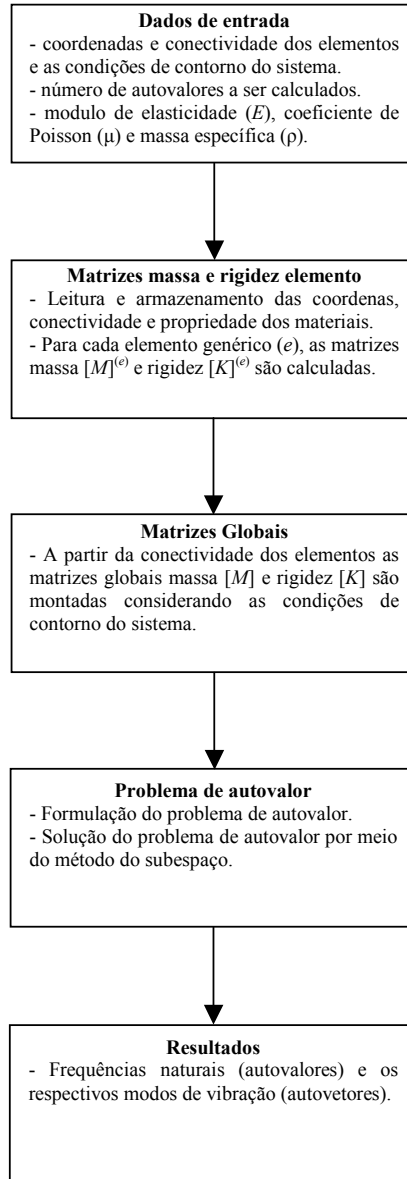 Dados de entrada
- coordenadas e conectividade dos elementos
e as condições de contorno do sistema.
- número de autovalores a ser calculados.
- modulo de elasticidade (E), coeficiente de
Poisson (μ) e massa específica (ρ).
Matrizes massa e rigidez elemento
- Leitura e armazenamento das coordenas,
conectividade e propriedade dos materiais.
- Para cada elemento genérico (e), as matrizes
massa [M]^(e) e rigidez [K]^(e) são calculadas.
Matrizes Globais
- A partir da conectividade dos elementos as
matrizes globais massa [M] e rigidez [K] são
montadas considerando as condições de
contorno do sistema.
Problema de autovalor
- Formulação do problema de autovalor.
- Solução do problema de autovalor por meio
do método do subespaço.
Resultados
- Frequências naturais (autovalores) e os
respectivos modos de vibração (autovetores).